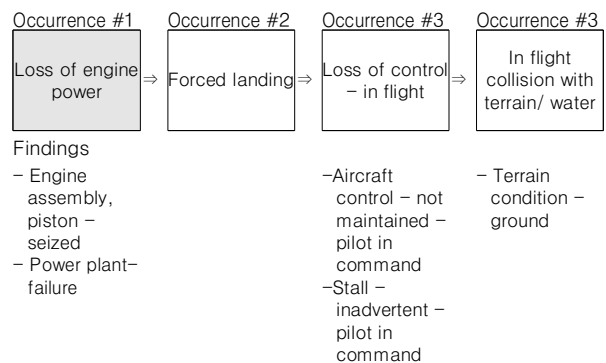 Occurrence #1
Occurrence #2
Occurrence #3
Occurrence #3
Loss of engine
power
⇒
Forced landing
⇒
Loss of control
– in flight
⇒
In flight
collision with
terrain/ water
Findings
– Engine
assembly,
piston –
seized
– Power plant–
failure
–Aircraft
control – not
maintained –
pilot in
command
–Stall –
inadvertent –
pilot in
command
– Terrain
condition –
ground